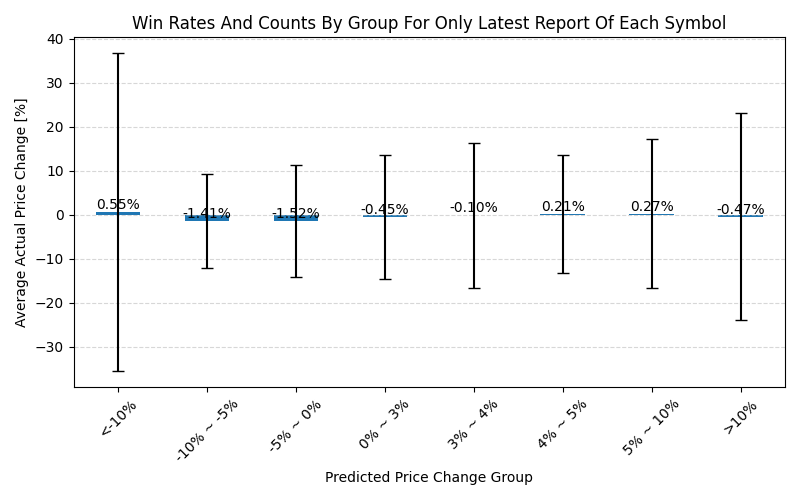 Win Rates And Counts By Group For Only Latest Report Of Each Symbol
Average Actual Price Change [%]
40
30
20
10
0
−10
−20
−30
0.55%
-1.41%
-1.52%
-0.45%
-0.10%
0.21%
0.27%
-0.47%
<-10%
-10% ~ -5%
-5% ~ 0%
0% ~ 3%
3% ~ 4%
4% ~ 5%
5% ~ 10%
>10%
Predicted Price Change Group